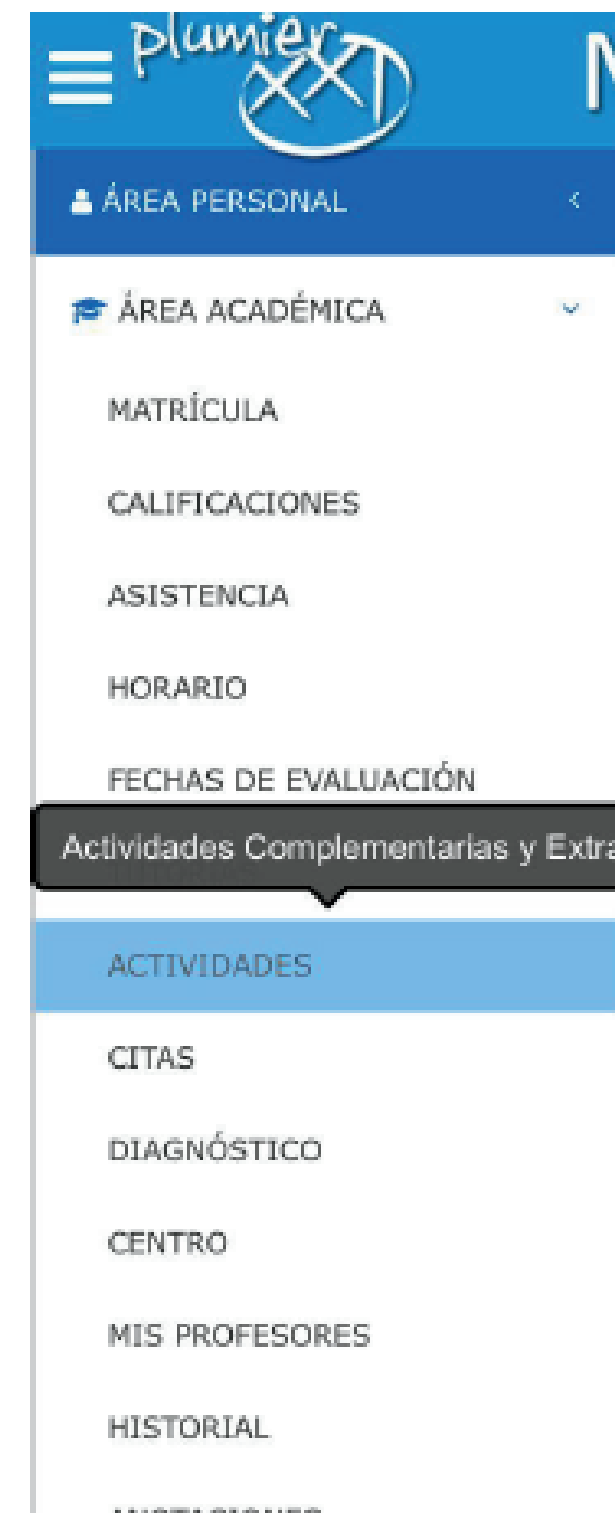 plumier
XXI
M
ÁREA PERSONAL
ÁREA ACADÉMICA
MATRÍCULA
CALIFICACIONES
ASISTENCIA
HORARIO
FECHAS DE EVALUACIÓN
Actividades Complementarias y Extra
ACTIVIDADES
CITAS
DIAGNÓSTICO
CENTRO
MIS PROFESORES
HISTORIAL